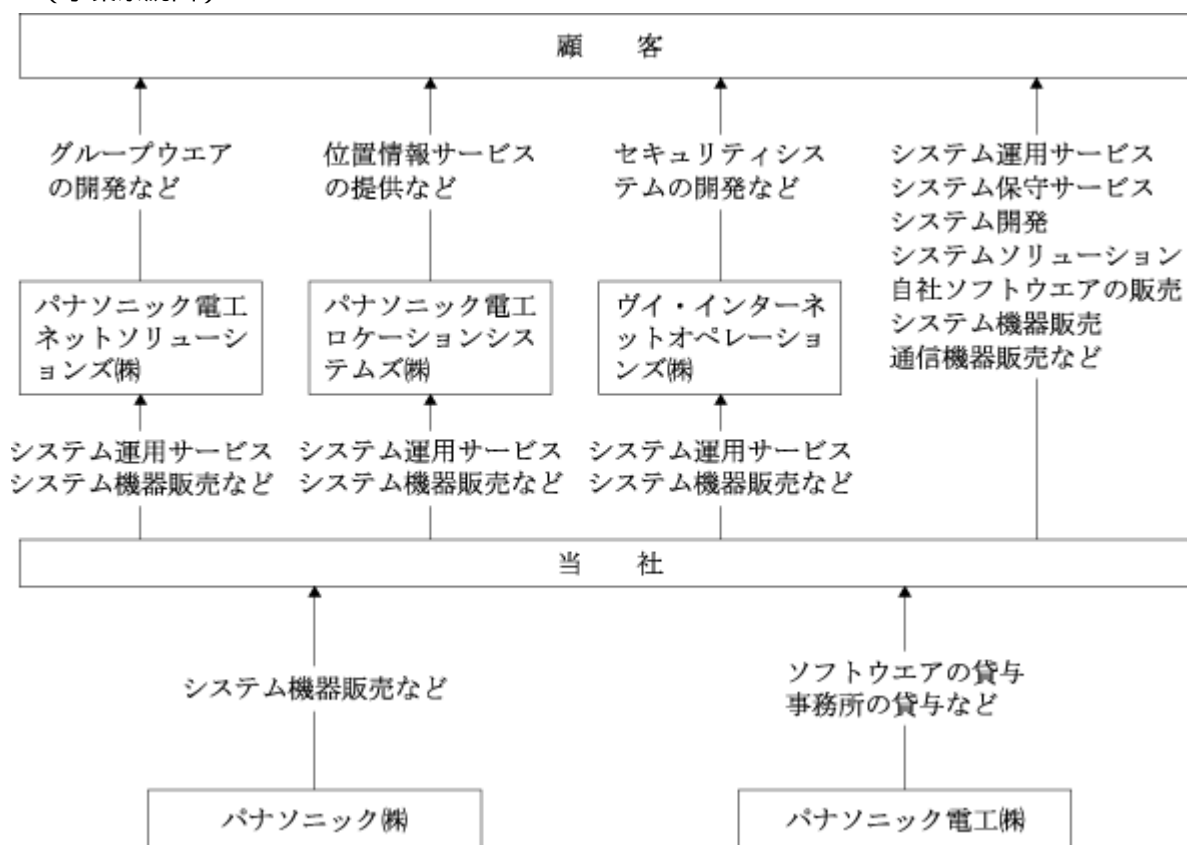 顧　　客
グループウエア
の開発など
位置情報サービス
の提供など
セキュリティシス
テムの開発など
システム運用サービス
システム保守サービス
システム開発
システムソリューション
自社ソフトウエアの販売
システム機器販売
通信機器販売など
パナソニック電工
ネットソリューシ
ョンズ㈱
パナソニック電工
ロケーションシス
テムズ㈱
ヴイ・インターネ
ットオペレーショ
ンズ㈱
システム運用サービス
システム機器販売など
システム運用サービス
システム機器販売など
システム運用サービス
システム機器販売など
当　　社
システム機器販売など
ソフトウエアの貸与
事務所の貸与など
パナソニック㈱
パナソニック電工㈱